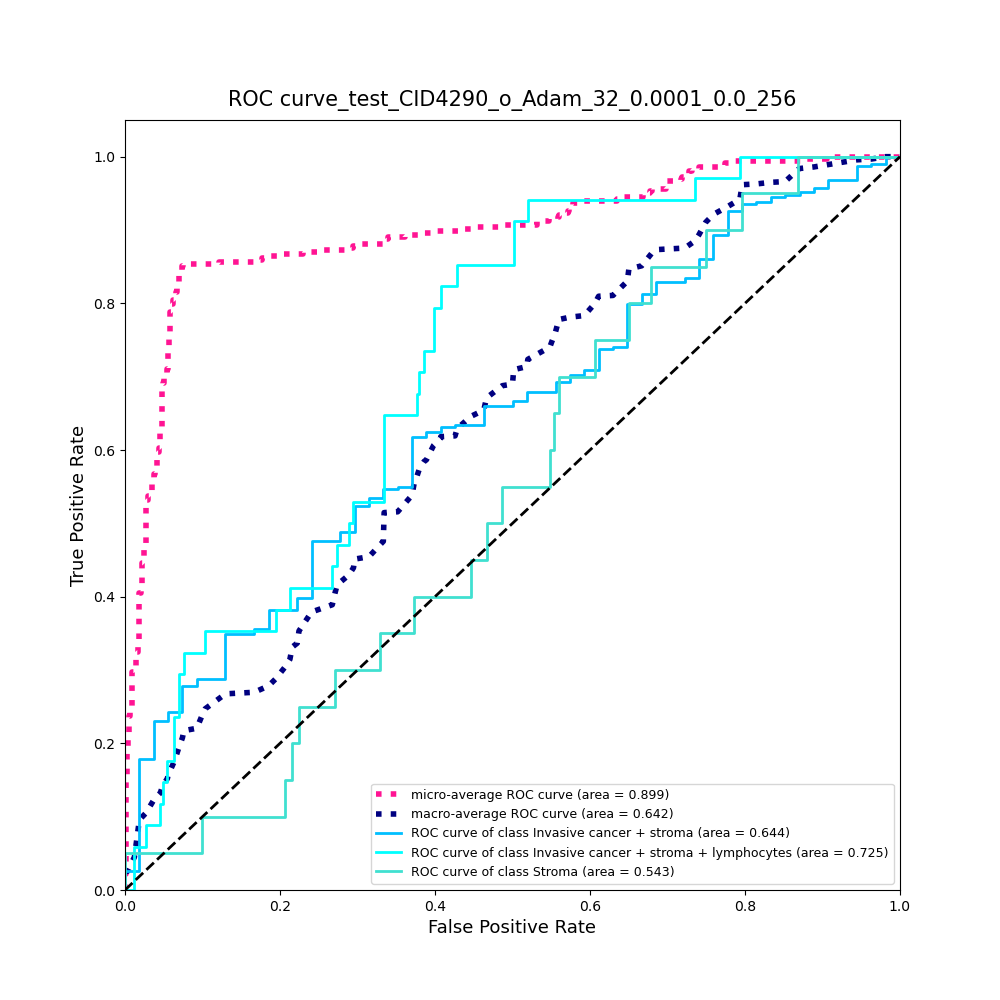 ROC curve_test_CID4290_o_Adam_32_0.0001_0.0_256
True Positive Rate
1.0
0.8
0.6
0.4
0.2
0.0
micro-average ROC curve (area = 0.899)
macro-average ROC curve (area = 0.642)
ROC curve of class Invasive cancer + stroma (area = 0.644)
ROC curve of class Invasive cancer + stroma + lymphocytes (area = 0.725)
ROC curve of class Stroma (area = 0.543)
0.0 0.2 0.4 0.6 0.8 1.0
False Positive Rate